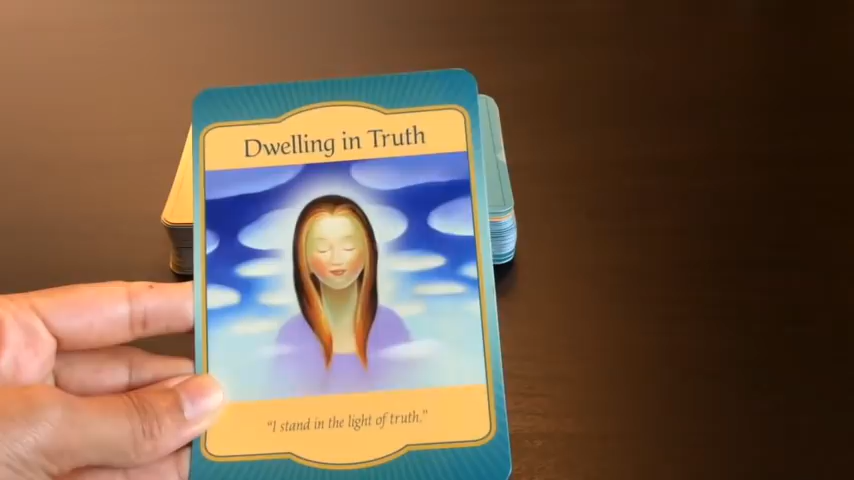 Dwelling in Truth
“I stand in the light of truth.”